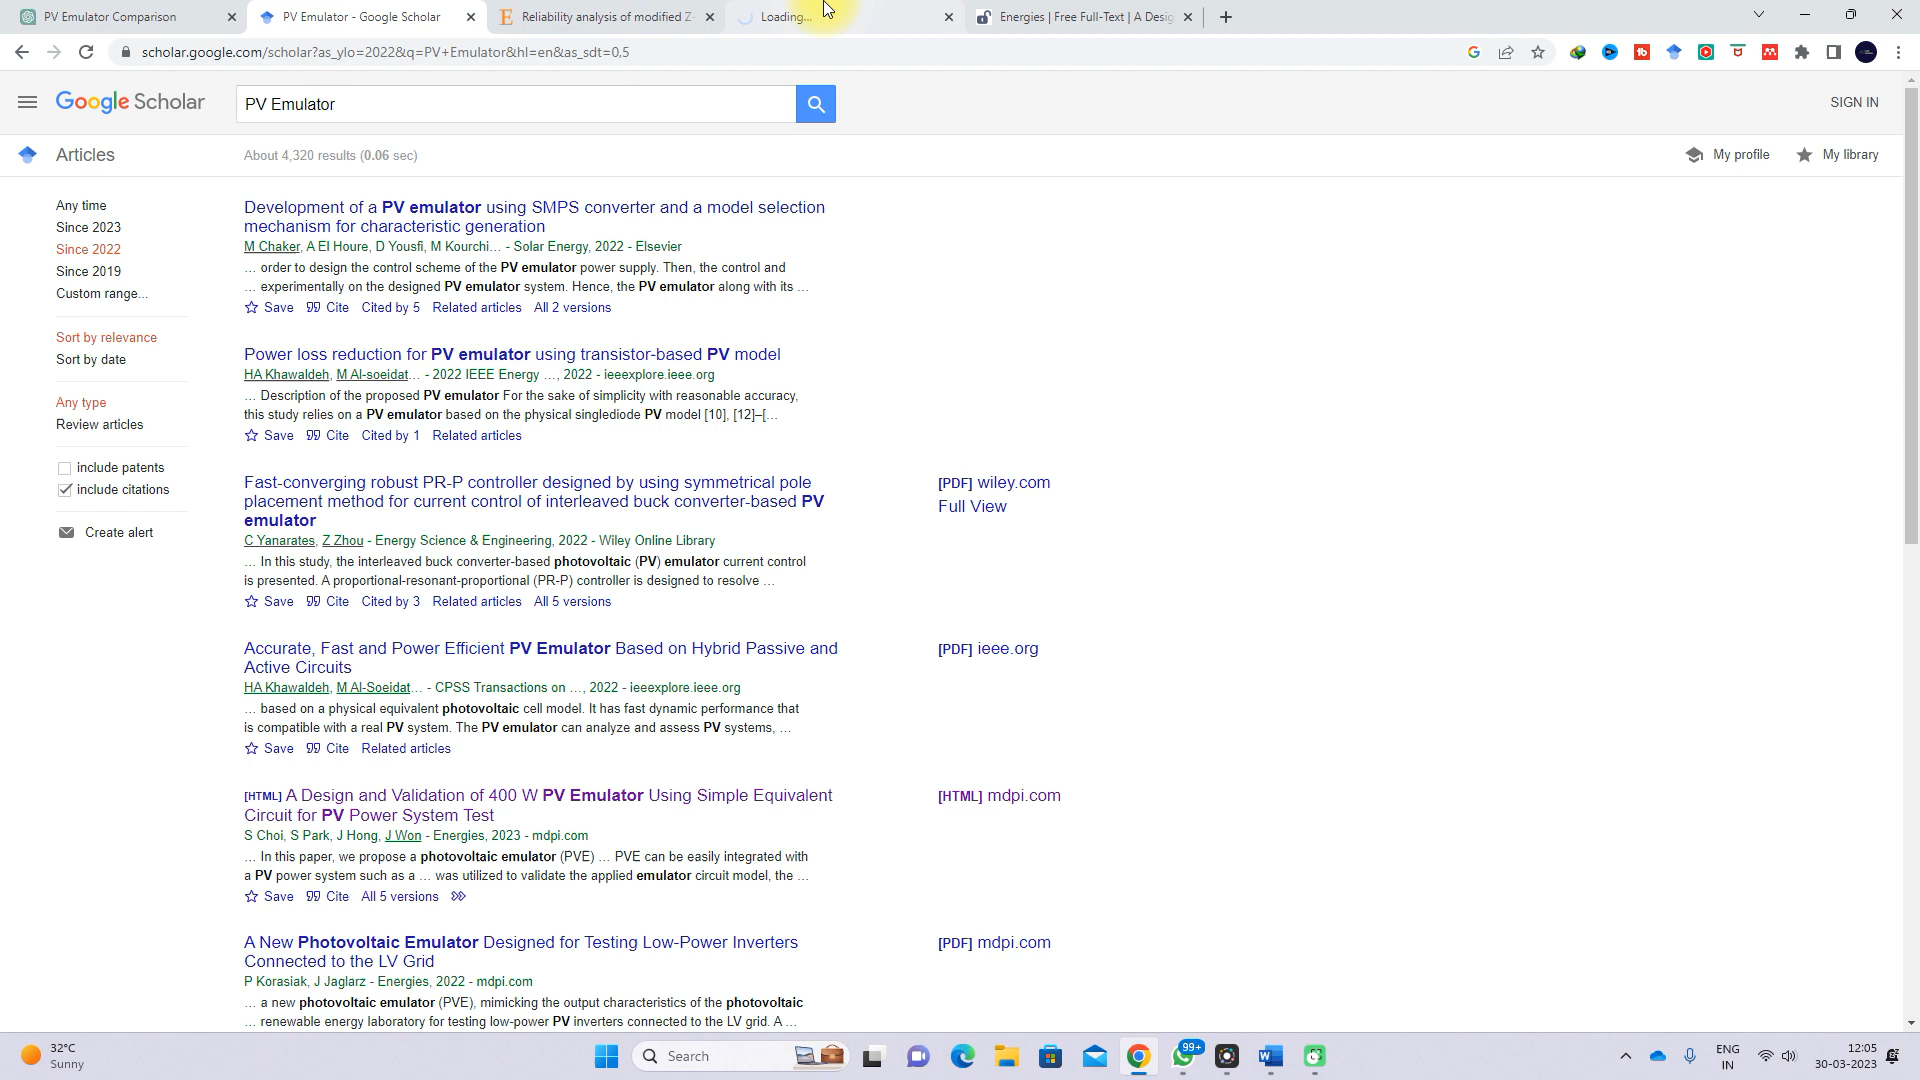 PV Emulator Comparison
PV Emulator - Google Scholar
Reliability analysis of modified Z-
Loading...
Energies | Free Full-Text | A Desig
scholar.google.com/scholar?as_ylo=2022&q=PV+Emulator&hl=en&as_sdt=0,5
Google Scholar
PV Emulator
SIGN IN
Articles
About 4,320 results (0.06 sec)
My profile
My library
Any time
Since 2023
Since 2022
Since 2019
Custom range...
Sort by relevance
Sort by date
Any type
Review articles
include patents
include citations
Create alert
Development of a PV emulator using SMPS converter and a model selection
mechanism for characteristic generation
M Chaker, A El Houre, D Yousfi, M Kourchi... - Solar Energy, 2022 - Elsevier
... order to design the control scheme of the PV emulator power supply. Then, the control and
... experimentally on the designed PV emulator system. Hence, the PV emulator along with its ...
Save Cite Cited by 5 Related articles All 2 versions
Power loss reduction for PV emulator using transistor-based PV model
HA Khawaldeh, M Al-soeidat... - 2022 IEEE Energy ..., 2022 - ieeexplore.ieee.org
... Description of the proposed PV emulator For the sake of simplicity with reasonable accuracy,
this study relies on a PV emulator based on the physical singlediode PV model [10], [12]–[...
Save Cite Cited by 1 Related articles
Fast-converging robust PR-P controller designed by using symmetrical pole
placement method for current control of interleaved buck converter-based PV
emulator
C Yanarates, Z Zhou - Energy Science & Engineering, 2022 - Wiley Online Library
... In this study, the interleaved buck converter-based photovoltaic (PV) emulator current control
is presented. A proportional-resonant-proportional (PR-P) controller is designed to resolve ...
Save Cite Cited by 3 Related articles All 5 versions
[PDF] wiley.com
Full View
Accurate, Fast and Power Efficient PV Emulator Based on Hybrid Passive and
Active Circuits
HA Khawaldeh, M Al-Soeidat... - CPSS Transactions on ..., 2022 - ieeexplore.ieee.org
... based on a physical equivalent photovoltaic cell model. It has fast dynamic performance that
is compatible with a real PV system. The PV emulator can analyze and assess PV systems, ...
Save Cite Related articles
[PDF] ieee.org
[HTML] A Design and Validation of 400 W PV Emulator Using Simple Equivalent
Circuit for PV Power System Test
S Choi, S Park, J Hong, J Won - Energies, 2023 - mdpi.com
... In this paper, we propose a photovoltaic emulator (PVE) ... PVE can be easily integrated with
a PV power system such as a ... was utilized to validate the applied emulator circuit model, the ...
Save Cite All 5 versions
[HTML] mdpi.com
A New Photovoltaic Emulator Designed for Testing Low-Power Inverters
Connected to the LV Grid
P Korasiak, J Jaglarz - Energies, 2022 - mdpi.com
... a new photovoltaic emulator (PVE), mimicking the output characteristics of the photovoltaic
... renewable energy laboratory for testing low-power PV inverters connected to the LV grid. A ...
[PDF] mdpi.com
32°C
Sunny
Search
99+
ENG
IN
12:05
30-03-2023